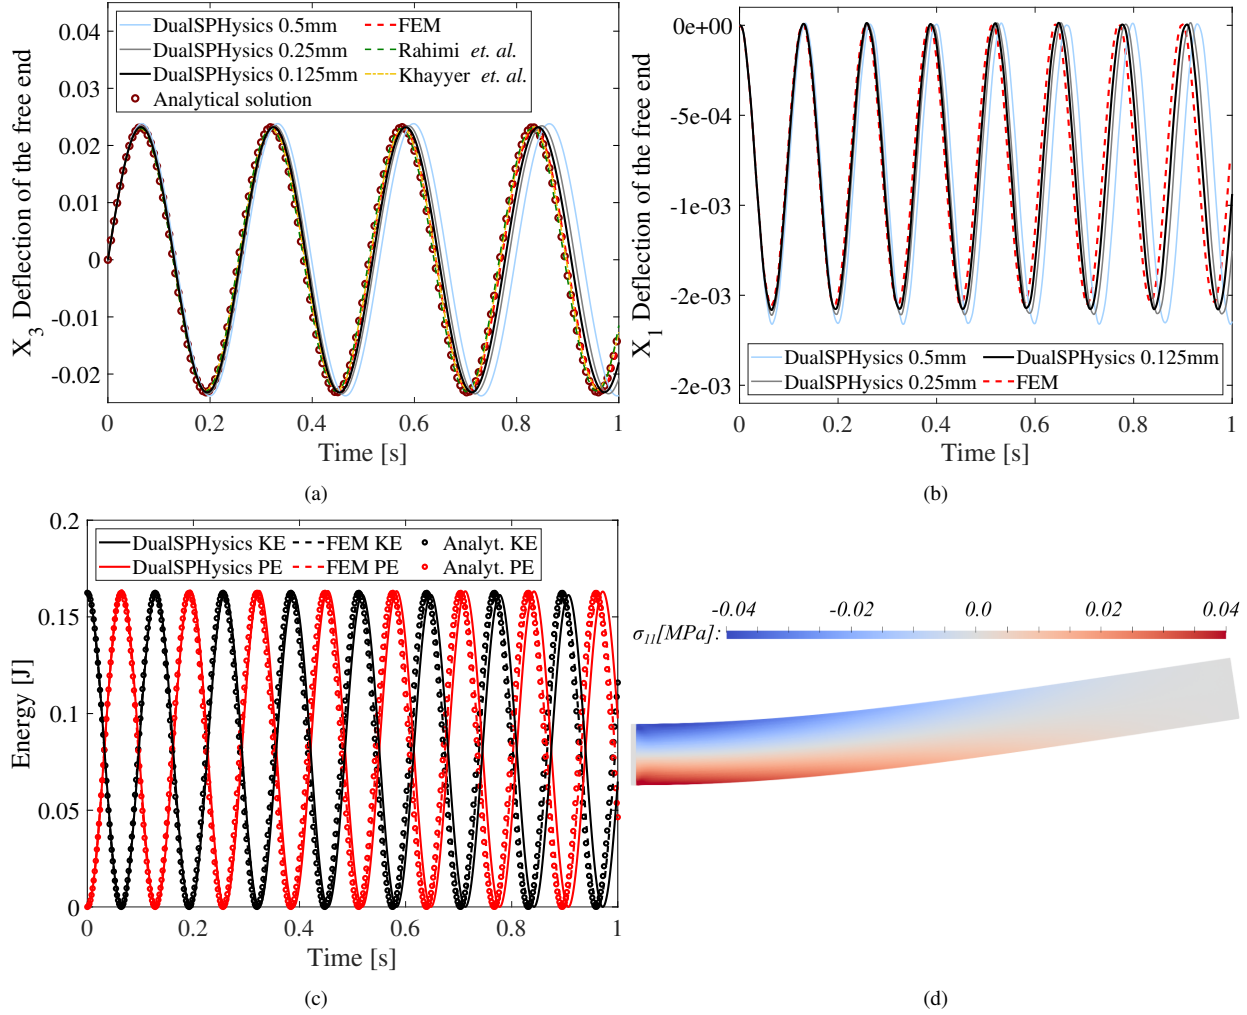 DualSPHysics 0.5mm
DualSPHysics 0.25mm
DualSPHysics 0.125mm
Analytical solution
FEM
Rahimi et. al.
Khayyer et. al.
X3 Deflection of the free end
0.04
0.03
0.02
0.01
0
-0.01
-0.02
0 0.2 0.4 0.6 0.8 1
Time [s]
(a)
X1 Deflection of the free end
0e+00
-5e-04
-1e-03
-2e-03
-2e-03
DualSPHysics 0.5mm
DualSPHysics 0.25mm
DualSPHysics 0.125mm
FEM
0 0.2 0.4 0.6 0.8 1
Time [s]
(b)
DualSPHysics KE
DualSPHysics PE
FEM KE
FEM PE
Analyt. KE
Analyt. PE
Energy [J]
0.2
0.15
0.1
0.05
0
0 0.2 0.4 0.6 0.8 1
Time [s]
(c)
-0.04 -0.02 0.0 0.02 0.04
σ11[MPa]:
(d)